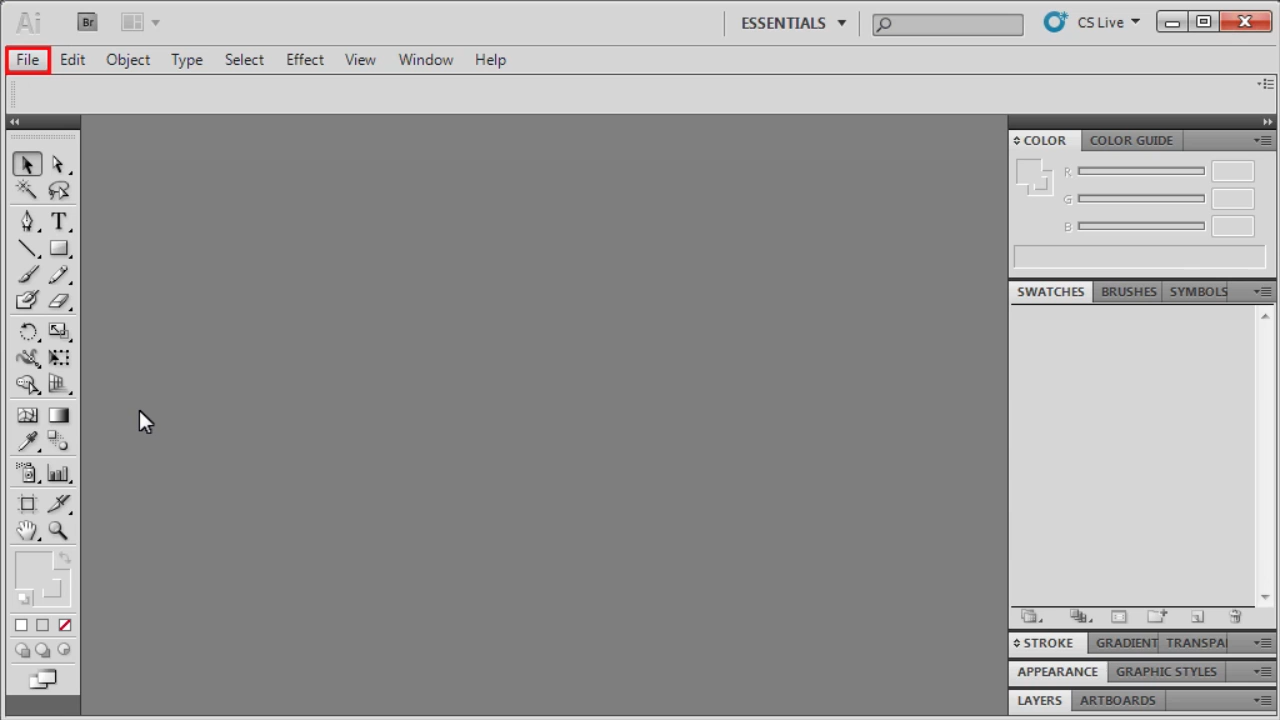 Ai Br ESSENTIALS CS Live
File Edit Object Type Select Effect View Window Help
COLOR COLOR GUIDE
R
G
B
SWATCHES BRUSHES SYMBOLS
STROKE GRADIENT TRANSPA
APPEARANCE GRAPHIC STYLES
LAYERS ARTBOARDS